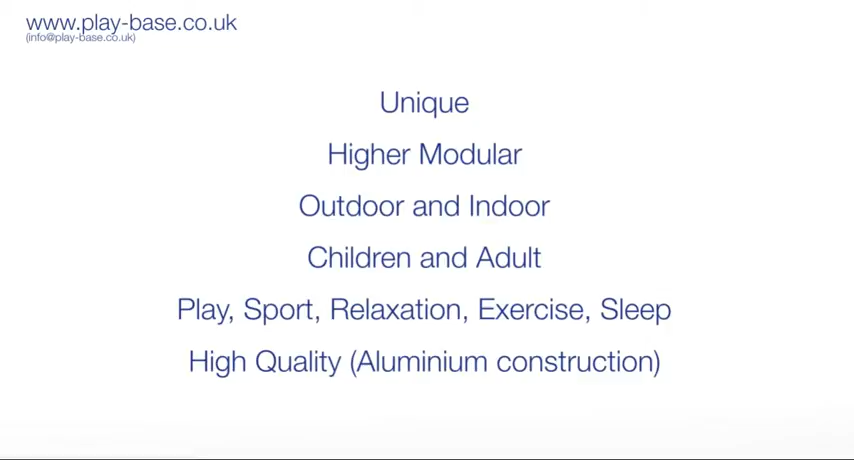 www.play-base.co.uk
(info@play-base.co.uk)
Unique
Higher Modular
Outdoor and Indoor
Children and Adult
Play, Sport, Relaxation, Exercise, Sleep
High Quality (Aluminium construction)